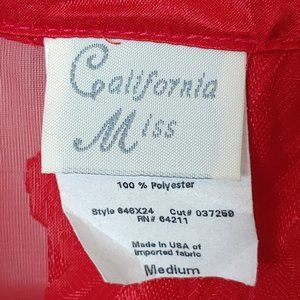 California
Miss
100 % Polyester
Style 646X24 Cut# 037259
RN# 64211
Made in USA of
imported fabric
Medium